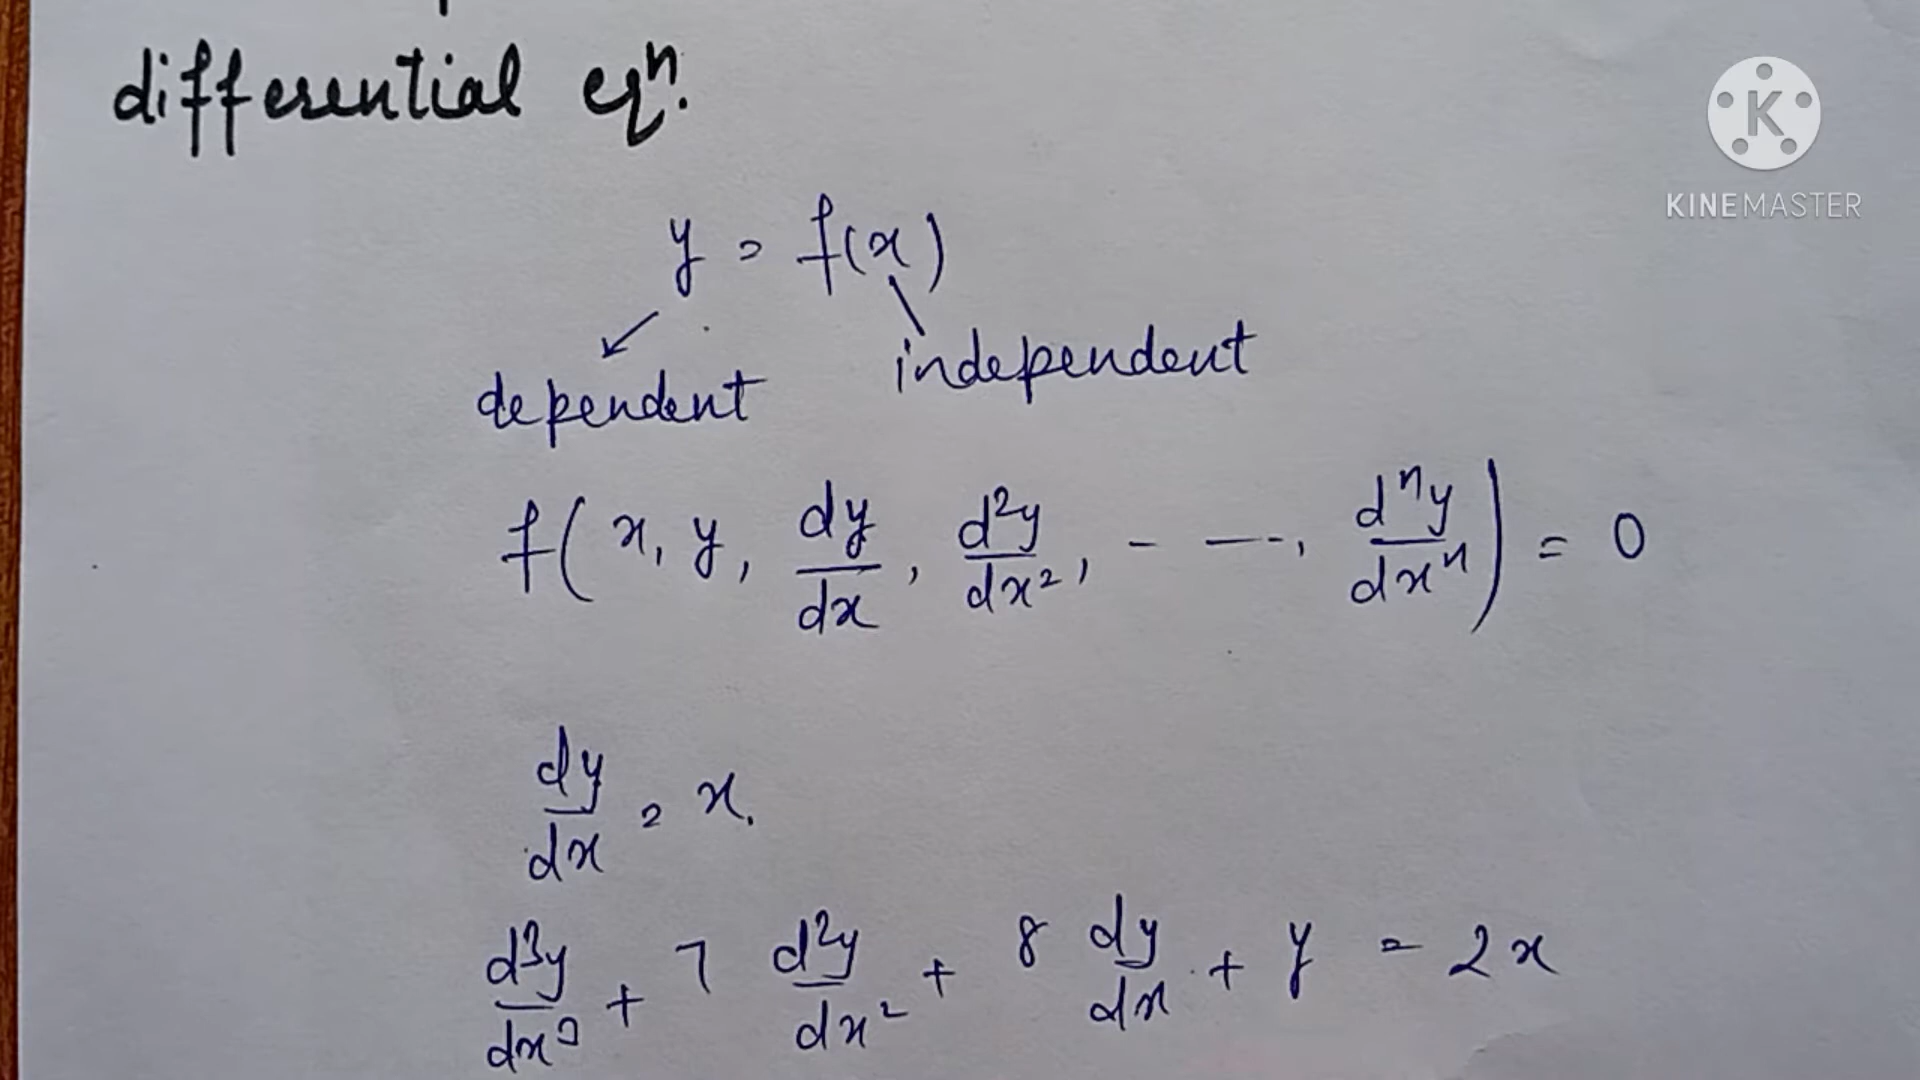 differential eqⁿ.
K
KINEMASTER
y = f(x)
dependent independent
f(x, y, dy/dx, d²y/dx², - ---, dⁿy/dxⁿ) = 0
dy/dx = x.
d³y/dx³ + 7 d²y/dx² + 8 dy/dx + y = 2x